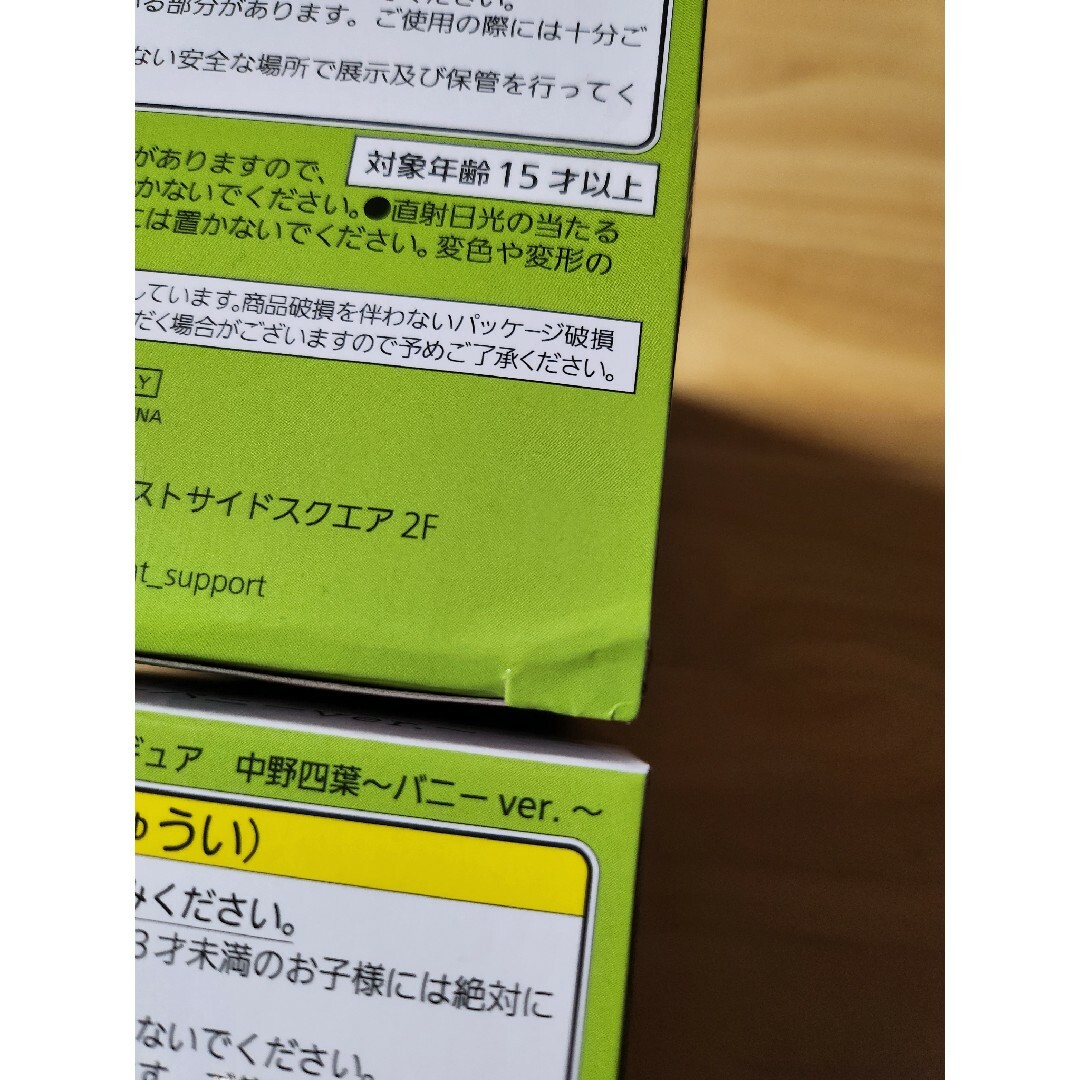 る部分があります。ご使用の際には十分ご
ない安全な場所で展示及び保管を行ってく
対象年齢15才以上
がありますので、
かないでください。●直射日光の当たる
には置かないでください。変色や変形の
しています。商品破損を伴わないパッケージ破損
だく場合がございますので予めご了承ください。
Y
INA
ストサイドスクエア 2F
nt_support
ギュア 中野四葉～バニー ver. ～
ゅうい）
みください。
3才未満のお子様には絶対に
ないでください。